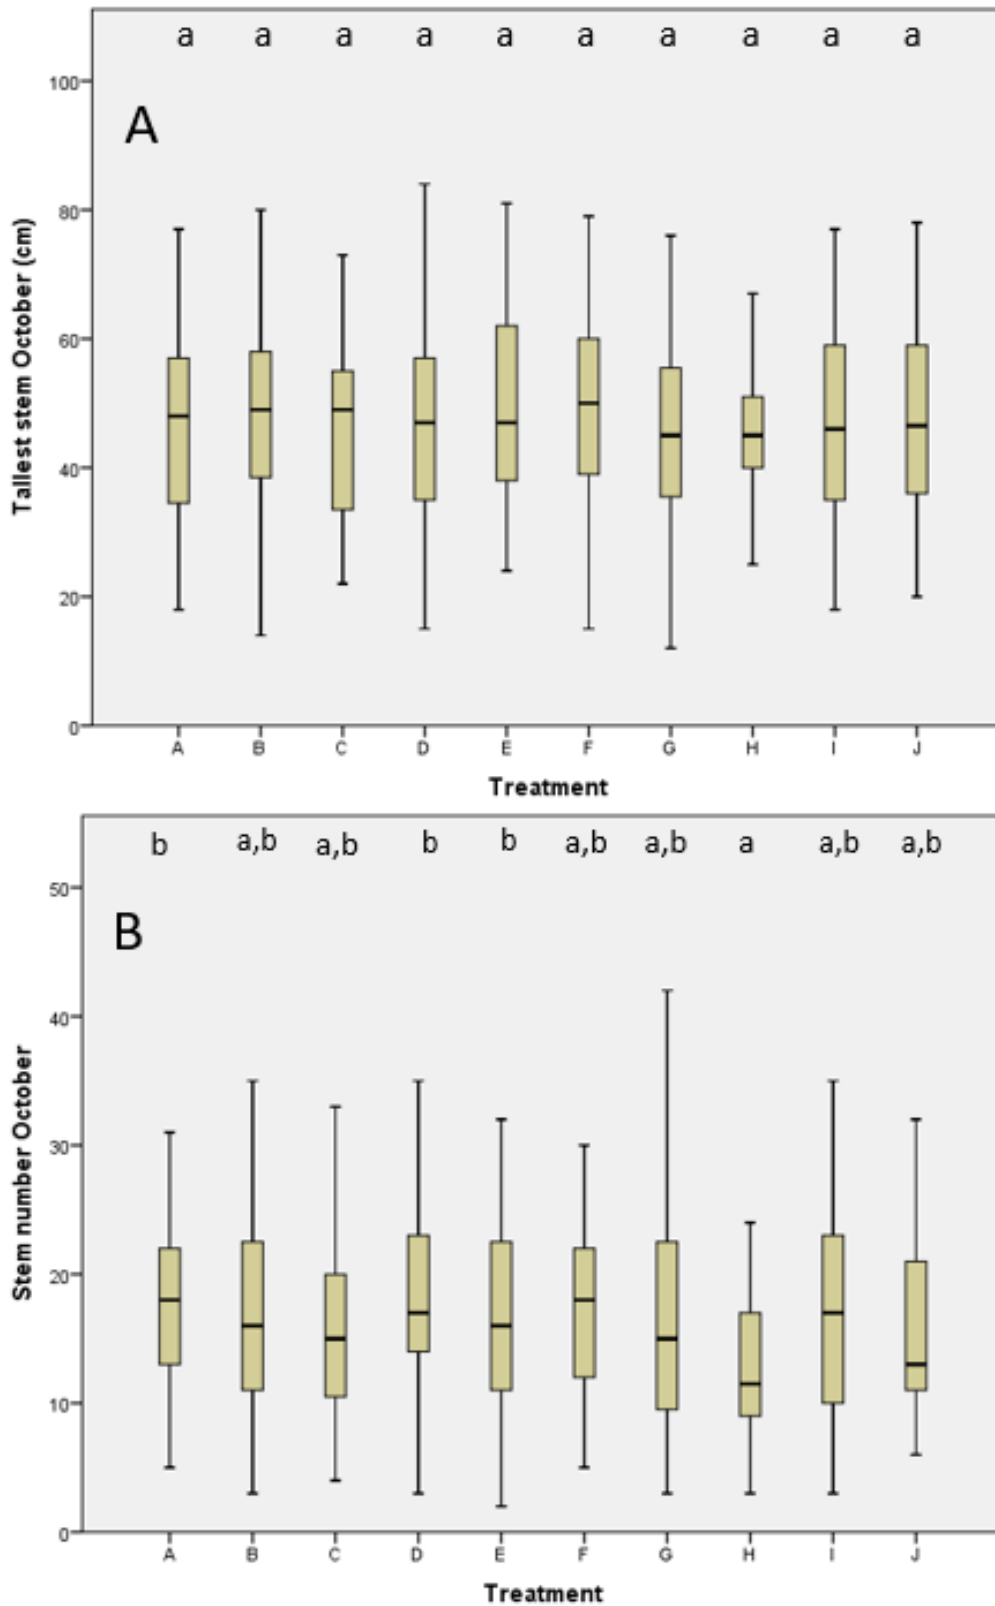 a a a a a a a a a a
100
A
80
60
40
20
0
Tallest stem October (cm)
A B C D E F G H I J
Treatment
b a,b a,b b b a,b a,b a a,b a,b
50
B
40
30
20
10
0
Stem number October
A B C D E F G H I J
Treatment